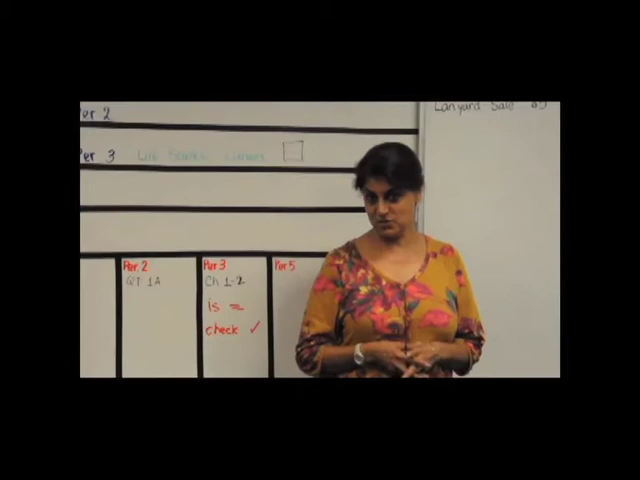 Per 2
Lanyard Sale
Per 3
Per. 2
Per 3
Per 5
QT 1A
Ch 1-2
is =
check ✓